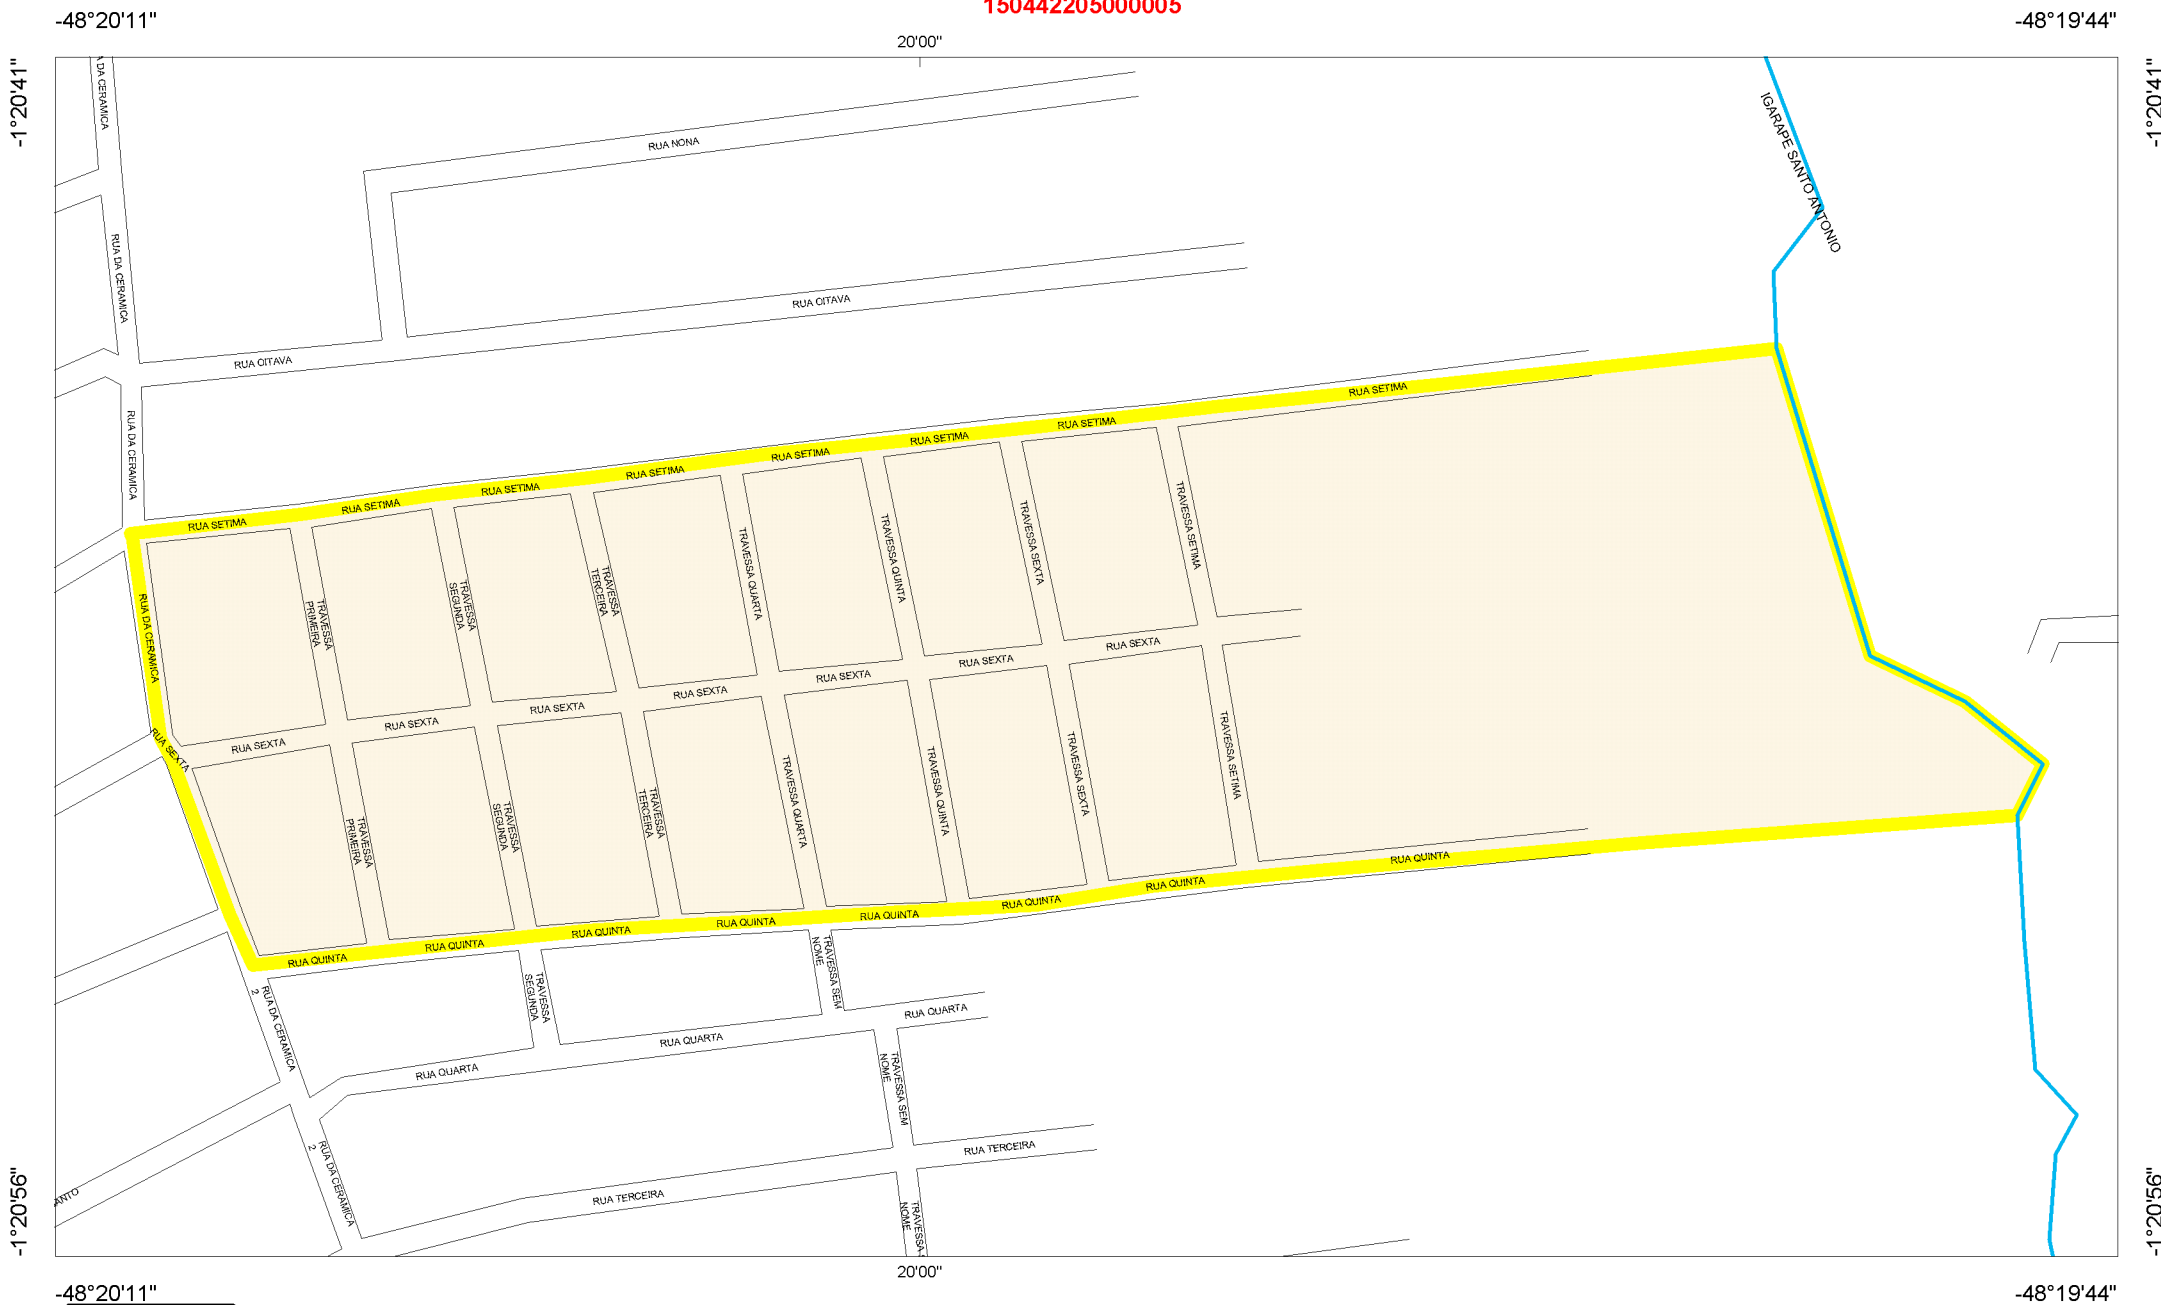 150442205000005
-48°20'11"
-48°19'44"
20'00"
-1°20'41"
-1°20'41"
A DA CERAMICA
RUA NONA
IGARAPE SANTO ANTONIO
RUA DA CERAMICA
RUA OITAVA
RUA OITAVA
RUA DA CERAMICA
RUA SETIMA
RUA SETIMA
RUA SETIMA
RUA SETIMA
RUA SETIMA
RUA SETIMA
RUA SETIMA
RUA SETIMA
RUA DA CERAMICA
TRAVESSA
PRIMEIRA
TRAVESSA
SEGUNDA
TRAVESSA
TERCEIRA
TRAVESSA QUARTA
TRAVESSA QUINTA
TRAVESSA SEXTA
TRAVESSA SETIMA
RUA SEXTA
RUA SEXTA
RUA SEXTA
RUA SEXTA
RUA SEXTA
RUA SEXTA
RUA SEXTA
RUA SEXTA
TRAVESSA
PRIMEIRA
TRAVESSA
SEGUNDA
TRAVESSA
TERCEIRA
TRAVESSA QUARTA
TRAVESSA QUINTA
TRAVESSA SEXTA
TRAVESSA SETIMA
RUA QUINTA
RUA QUINTA
RUA QUINTA
RUA QUINTA
RUA QUINTA
RUA QUINTA
RUA QUINTA
RUA QUINTA
RUA DA CERAMICA
2
TRAVESSA
SEGUNDA
TRAVESSA SEM
NOME
RUA QUARTA
RUA QUARTA
RUA QUARTA
TRAVESSA SEM
NOME
RUA DA CERAMICA
2
RUA TERCEIRA
RUA TERCEIRA
ANTO
TRAVESSA
NOME
-1°20'56"
-1°20'56"
20'00"
-48°20'11"
-48°19'44"